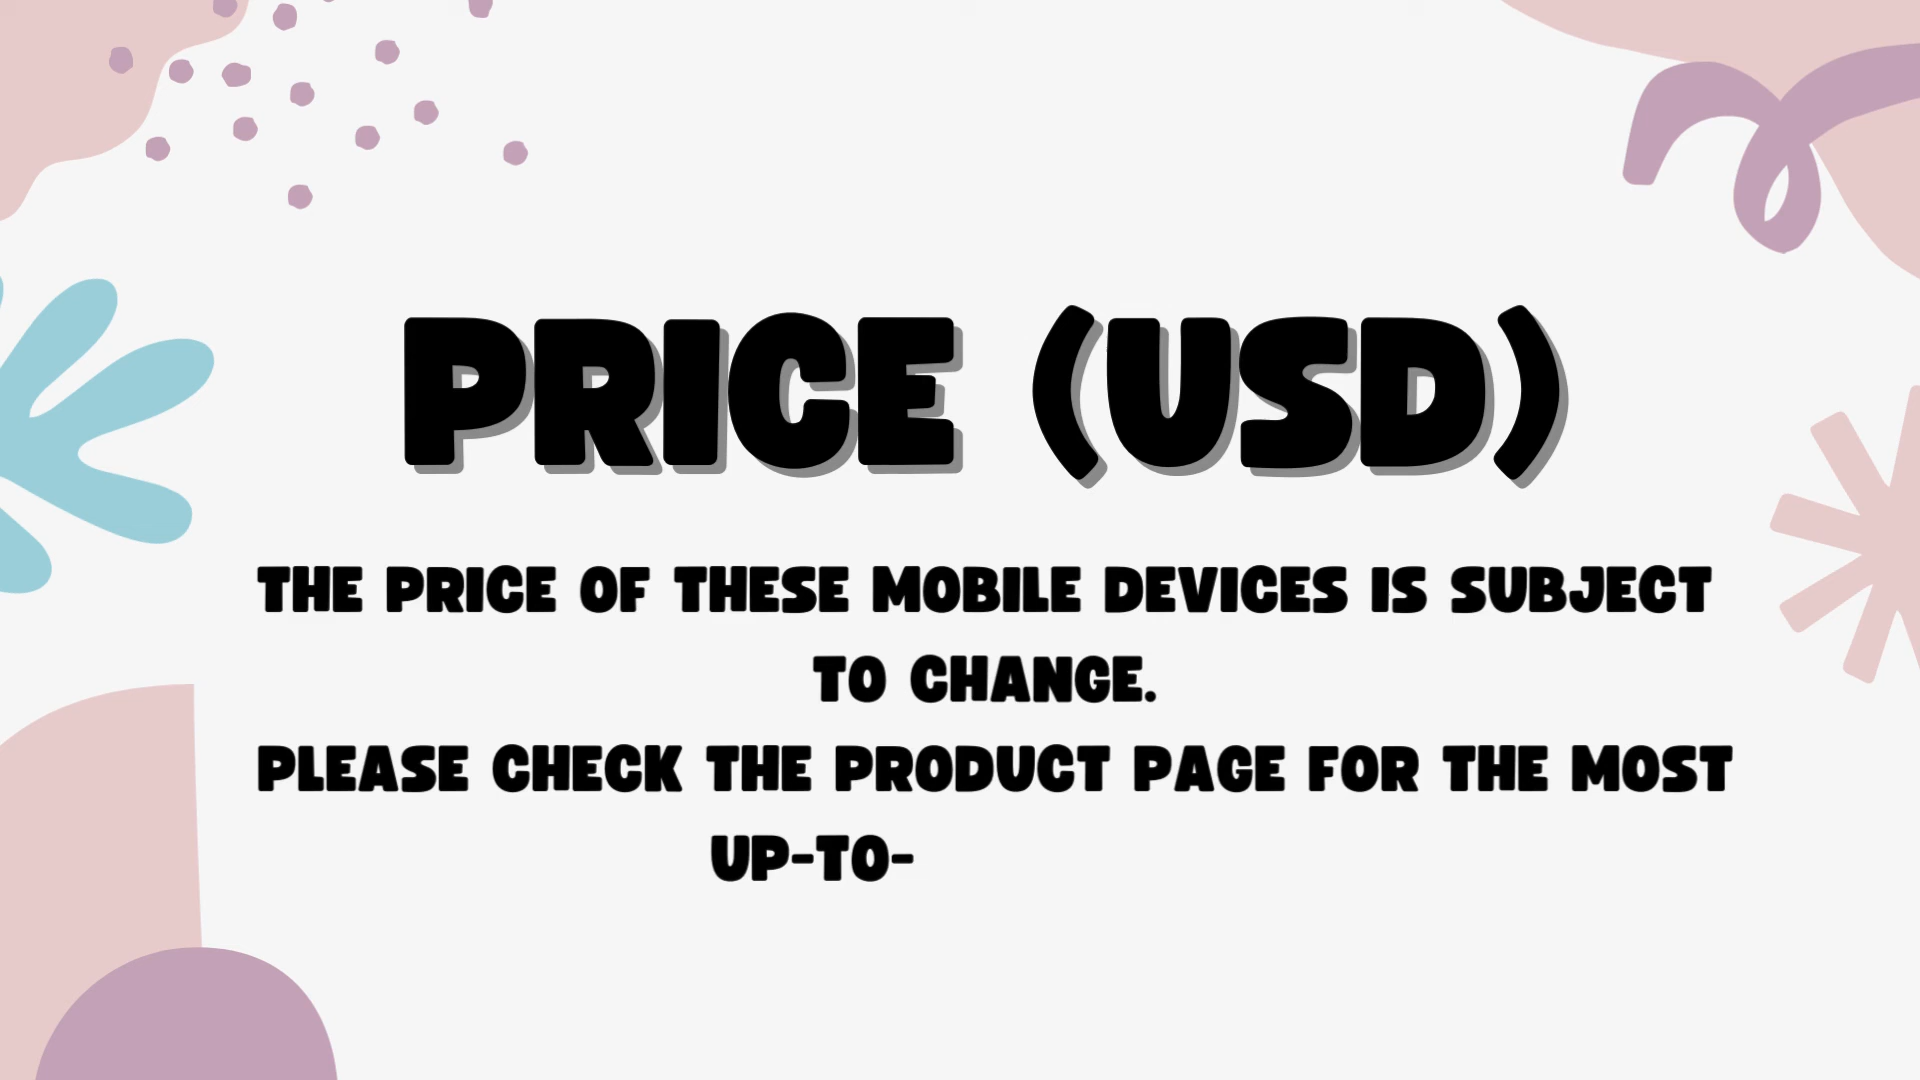 PRICE (USD)
THE PRICE OF THESE MOBILE DEVICES IS SUBJECT
TO CHANGE.
PLEASE CHECK THE PRODUCT PAGE FOR THE MOST
UP-TO-